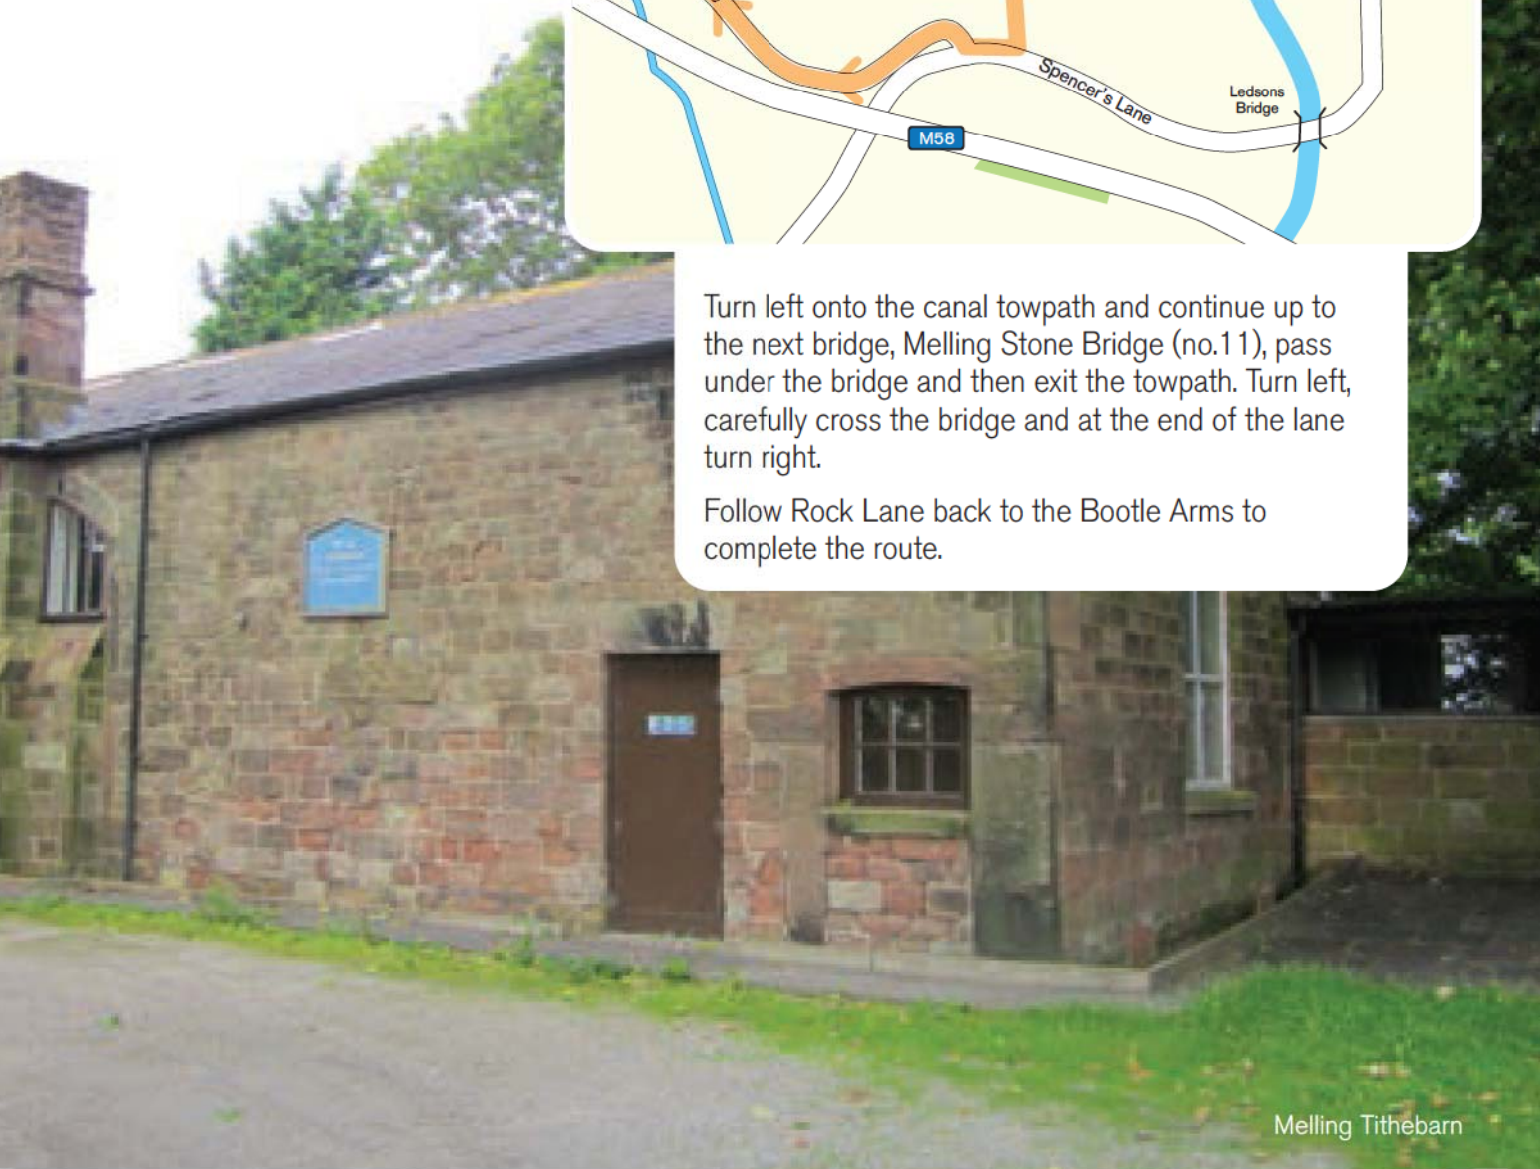 Spencer's Lane
Ledsons
Bridge
M58
Turn left onto the canal towpath and continue up to
the next bridge, Melling Stone Bridge (no.11), pass
under the bridge and then exit the towpath. Turn left,
carefully cross the bridge and at the end of the lane
turn right.
Follow Rock Lane back to the Bootle Arms to
complete the route.
Melling Tithebarn